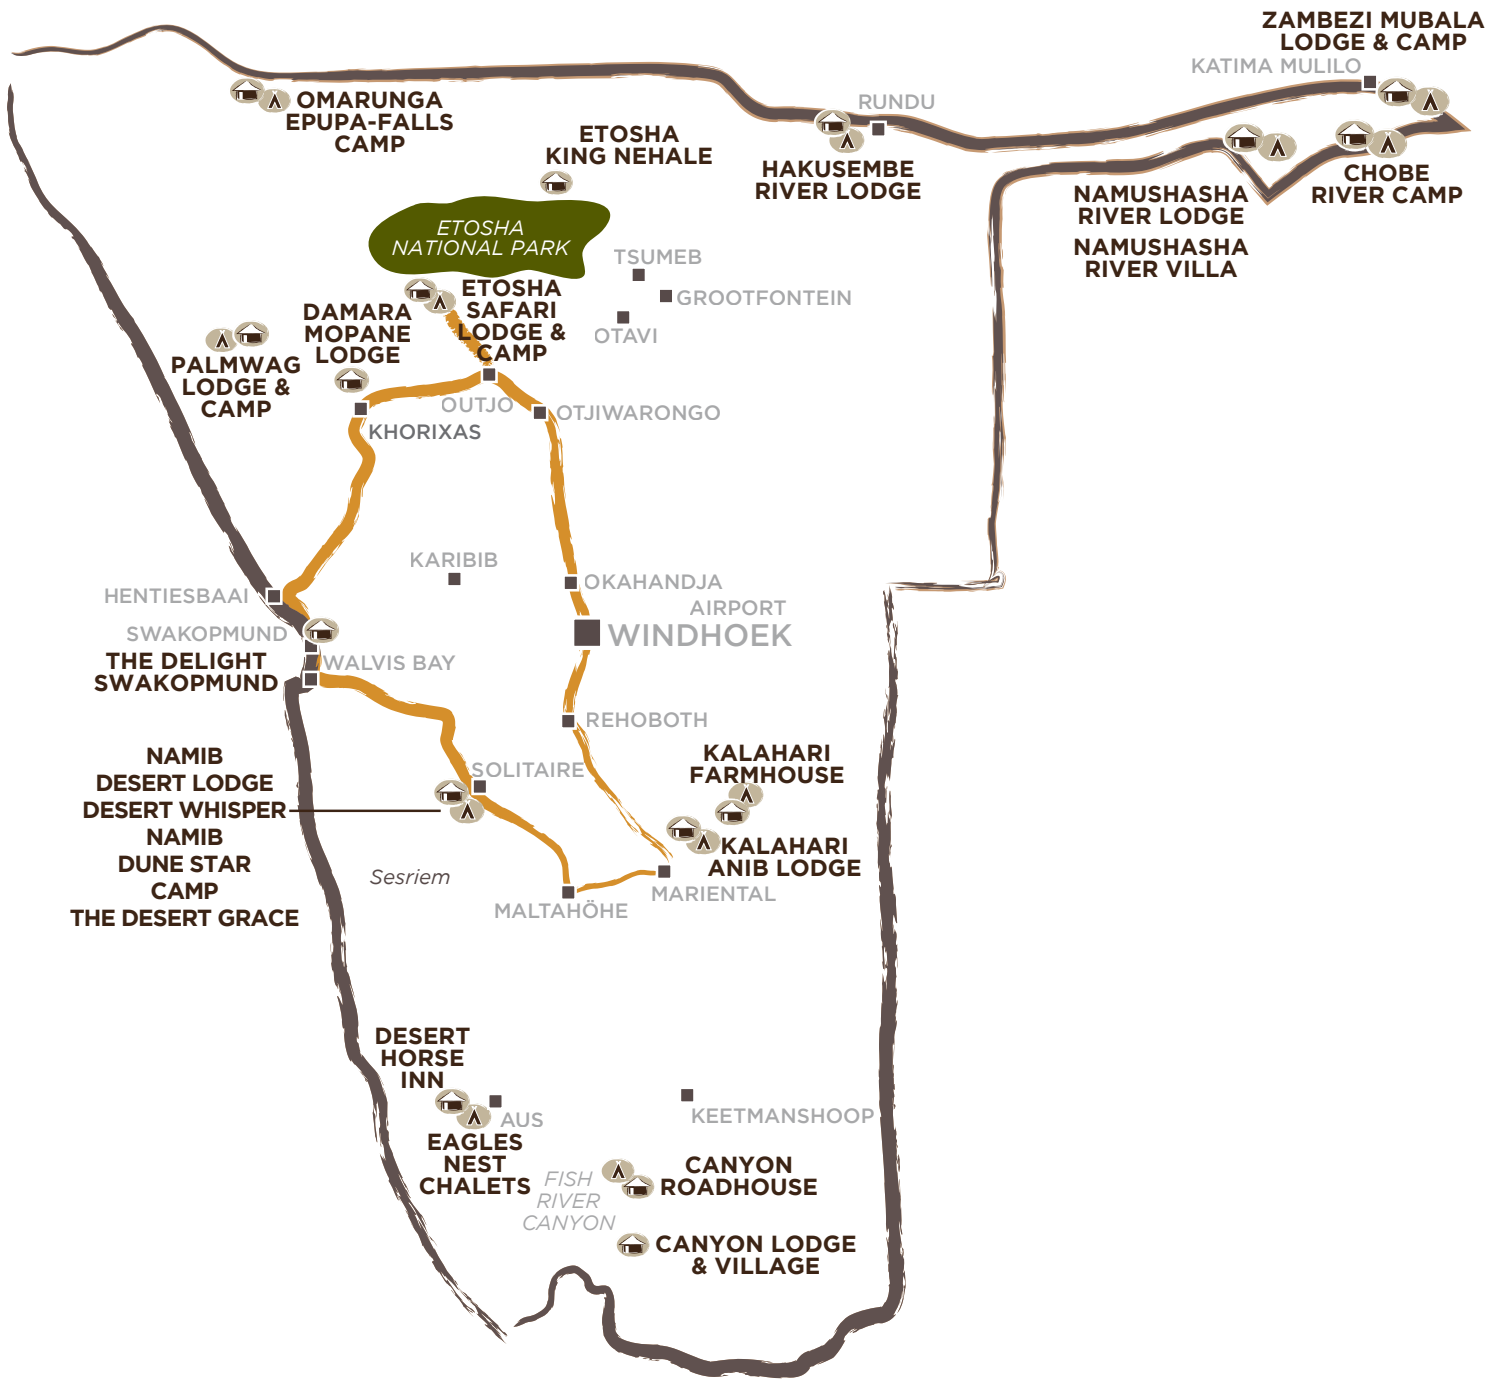 ZAMBEZI MUBALA
LODGE & CAMP
KATIMA MULILO
OMARUNGA
EPUPA-FALLS
CAMP
RUNDU
ETOSHA
KING NEHALE
HAKUSEMBE
RIVER LODGE
CHOBE
RIVER CAMP
NAMUSHASHA
RIVER LODGE
NAMUSHASHA
RIVER VILLA
ETOSHA
NATIONAL PARK
TSUMEB
GROOTFONTEIN
OTAVI
ETOSHA
SAFARI
LODGE &
CAMP
DAMARA
MOPANE
LODGE
PALMWAG
LODGE &
CAMP
OUTJO
OTJIWARONGO
KHORIXAS
KARIBIB
OKAHANDJA
HENTIESBAAI
AIRPORT
WINDHOEK
SWAKOPMUND
THE DELIGHT
SWAKOPMUND
WALVIS BAY
REHOBOTH
NAMIB
DESERT LODGE
DESERT WHISPER
NAMIB
DUNE STAR
CAMP
THE DESERT GRACE
SOLITAIRE
KALAHARI
FARMHOUSE
KALAHARI
ANIB LODGE
Sesriem
MARIENTAL
MALTAHÖHE
DESERT
HORSE
INN
AUS
EAGLES
NEST
CHALETS
KEETMANSHOOP
FISH
RIVER
CANYON
CANYON
ROADHOUSE
CANYON LODGE
& VILLAGE